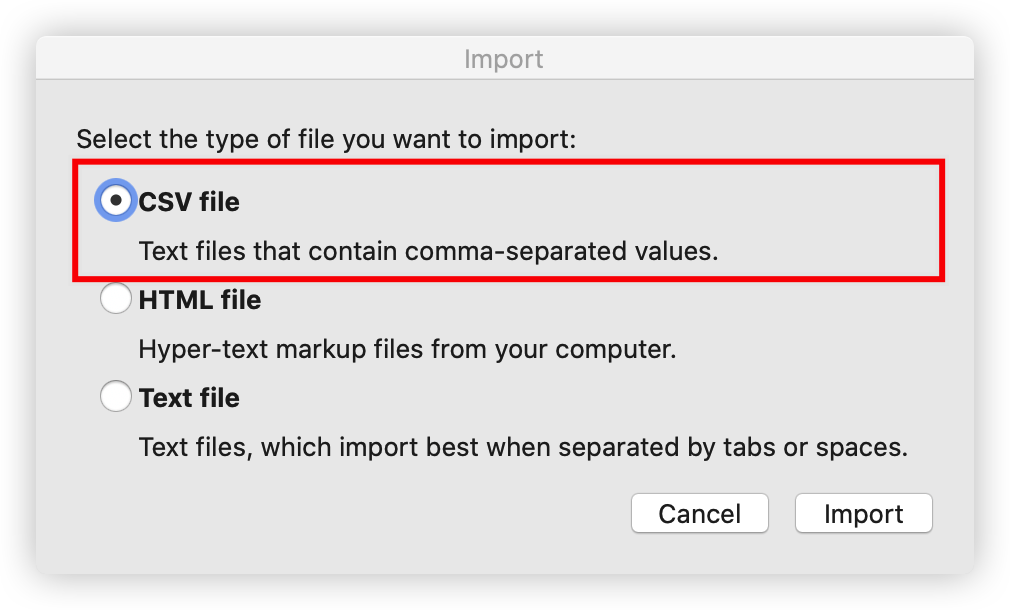 Import
Select the type of file you want to import:
CSV file
Text files that contain comma-separated values.
HTML file
Hyper-text markup files from your computer.
Text file
Text files, which import best when separated by tabs or spaces.
Cancel Import